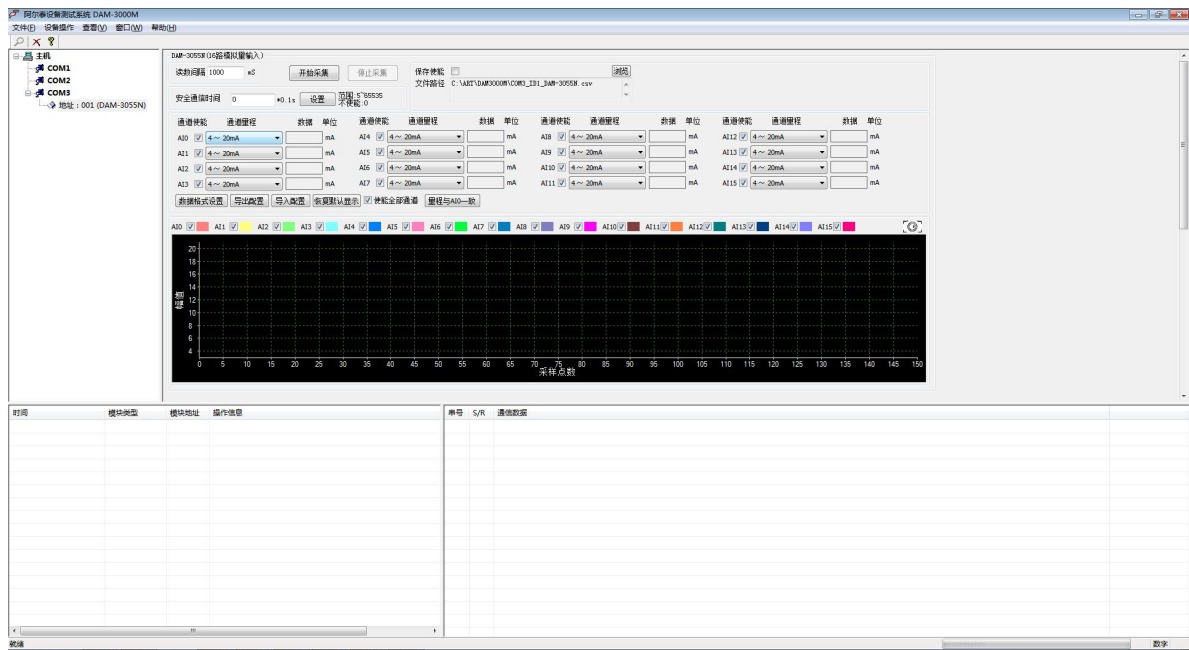 阿尔泰设备测试系统 DAM-3000M
文件(F) 设备操作 查看(V) 窗口(W) 帮助(H)
主机
COM1
COM2
COM3
地址：001 (DAM-3055N)
DAM-3055N(16路模拟量输入)
读数间隔 1000 mS 开始采集 停止采集 保存使能 浏览
文件路径 C:\ART\DAM3000M\COM3_ID1_DAM-3055N.csv
安全通信时间 0 *0.1s 设置 范围:5~65535
不使能:0
通道使能 通道量程 数据 单位 通道使能 通道量程 数据 单位 通道使能 通道量程 数据 单位 通道使能 通道量程 数据 单位
AI0 4～ 20mA mA AI4 4～ 20mA mA AI8 4～ 20mA mA AI12 4～ 20mA mA
AI1 4～ 20mA mA AI5 4～ 20mA mA AI9 4～ 20mA mA AI13 4～ 20mA mA
AI2 4～ 20mA mA AI6 4～ 20mA mA AI10 4～ 20mA mA AI14 4～ 20mA mA
AI3 4～ 20mA mA AI7 4～ 20mA mA AI11 4～ 20mA mA AI15 4～ 20mA mA
数据格式设置 导出配置 导入配置 恢复默认显示 使能全部通道 量程与AI0一致
AI0 AI1 AI2 AI3 AI4 AI5 AI6 AI7 AI8 AI9 AI10 AI11 AI12 AI13 AI14 AI15
20
18
16
14
12
10
8
6
4
幅值
0 5 10 15 20 25 30 35 40 45 50 55 60 65 70 75 80 85 90 95 100 105 110 115 120 125 130 135 140 145 150
采样点数
时间 模块类型 模块地址 操作信息 串号 S/R 通信数据
就绪 数字